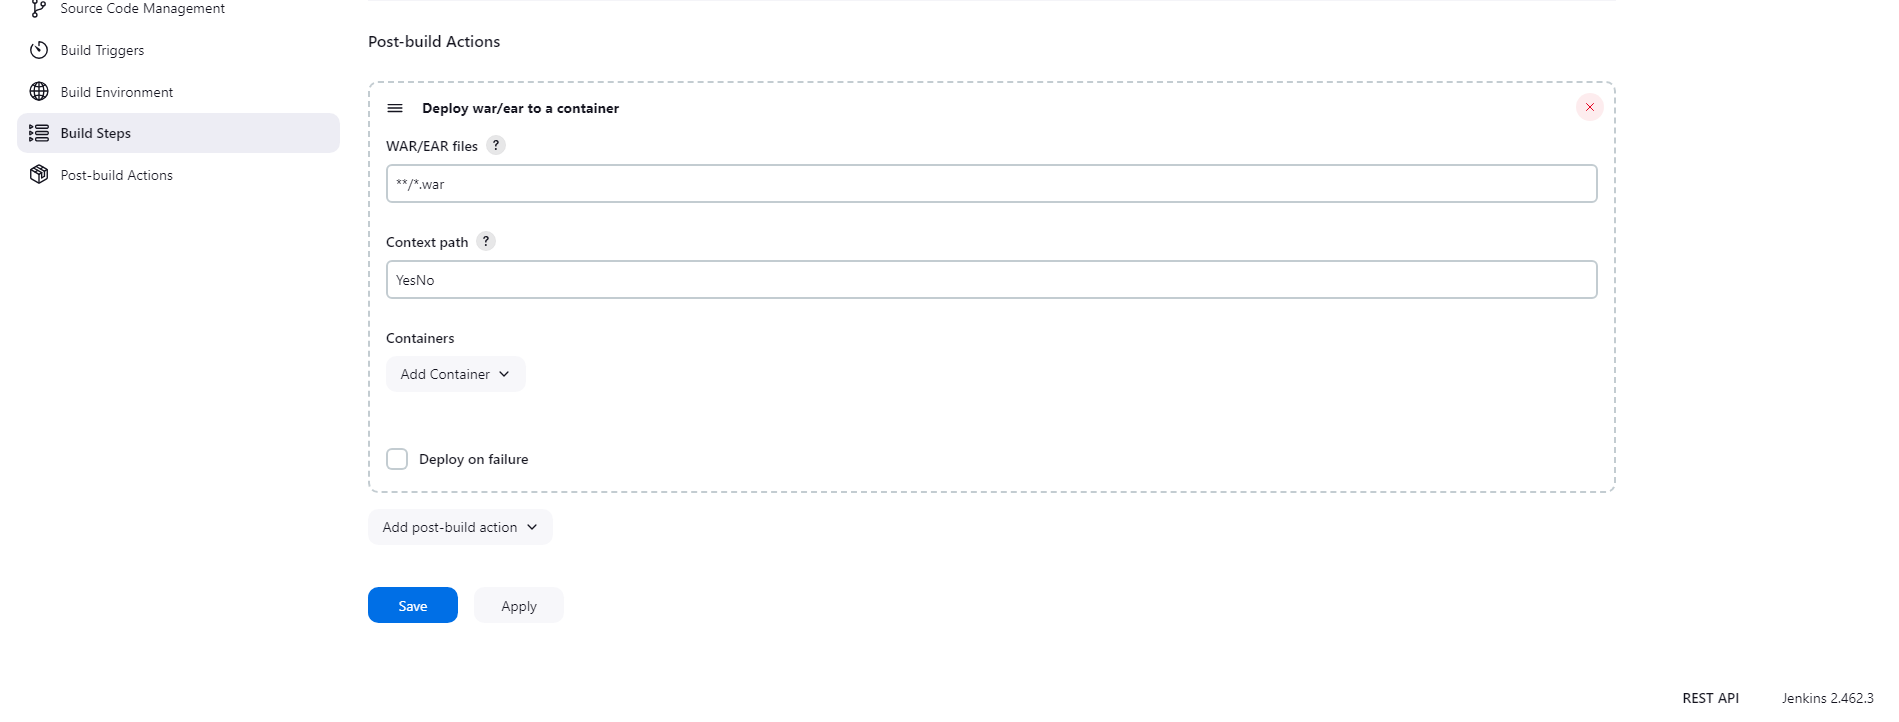 Source Code Management
Build Triggers
Build Environment
Build Steps
Post-build Actions
Post-build Actions
Deploy war/ear to a container
WAR/EAR files ?
**/*.war
Context path ?
YesNo
Containers
Add Container
Deploy on failure
Add post-build action
Save Apply
REST API Jenkins 2.462.3